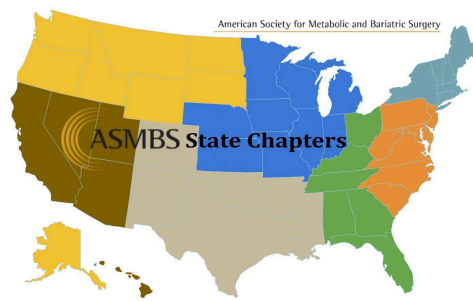 American Society for Metabolic and Bariatric Surgery
ASMBS State Chapters